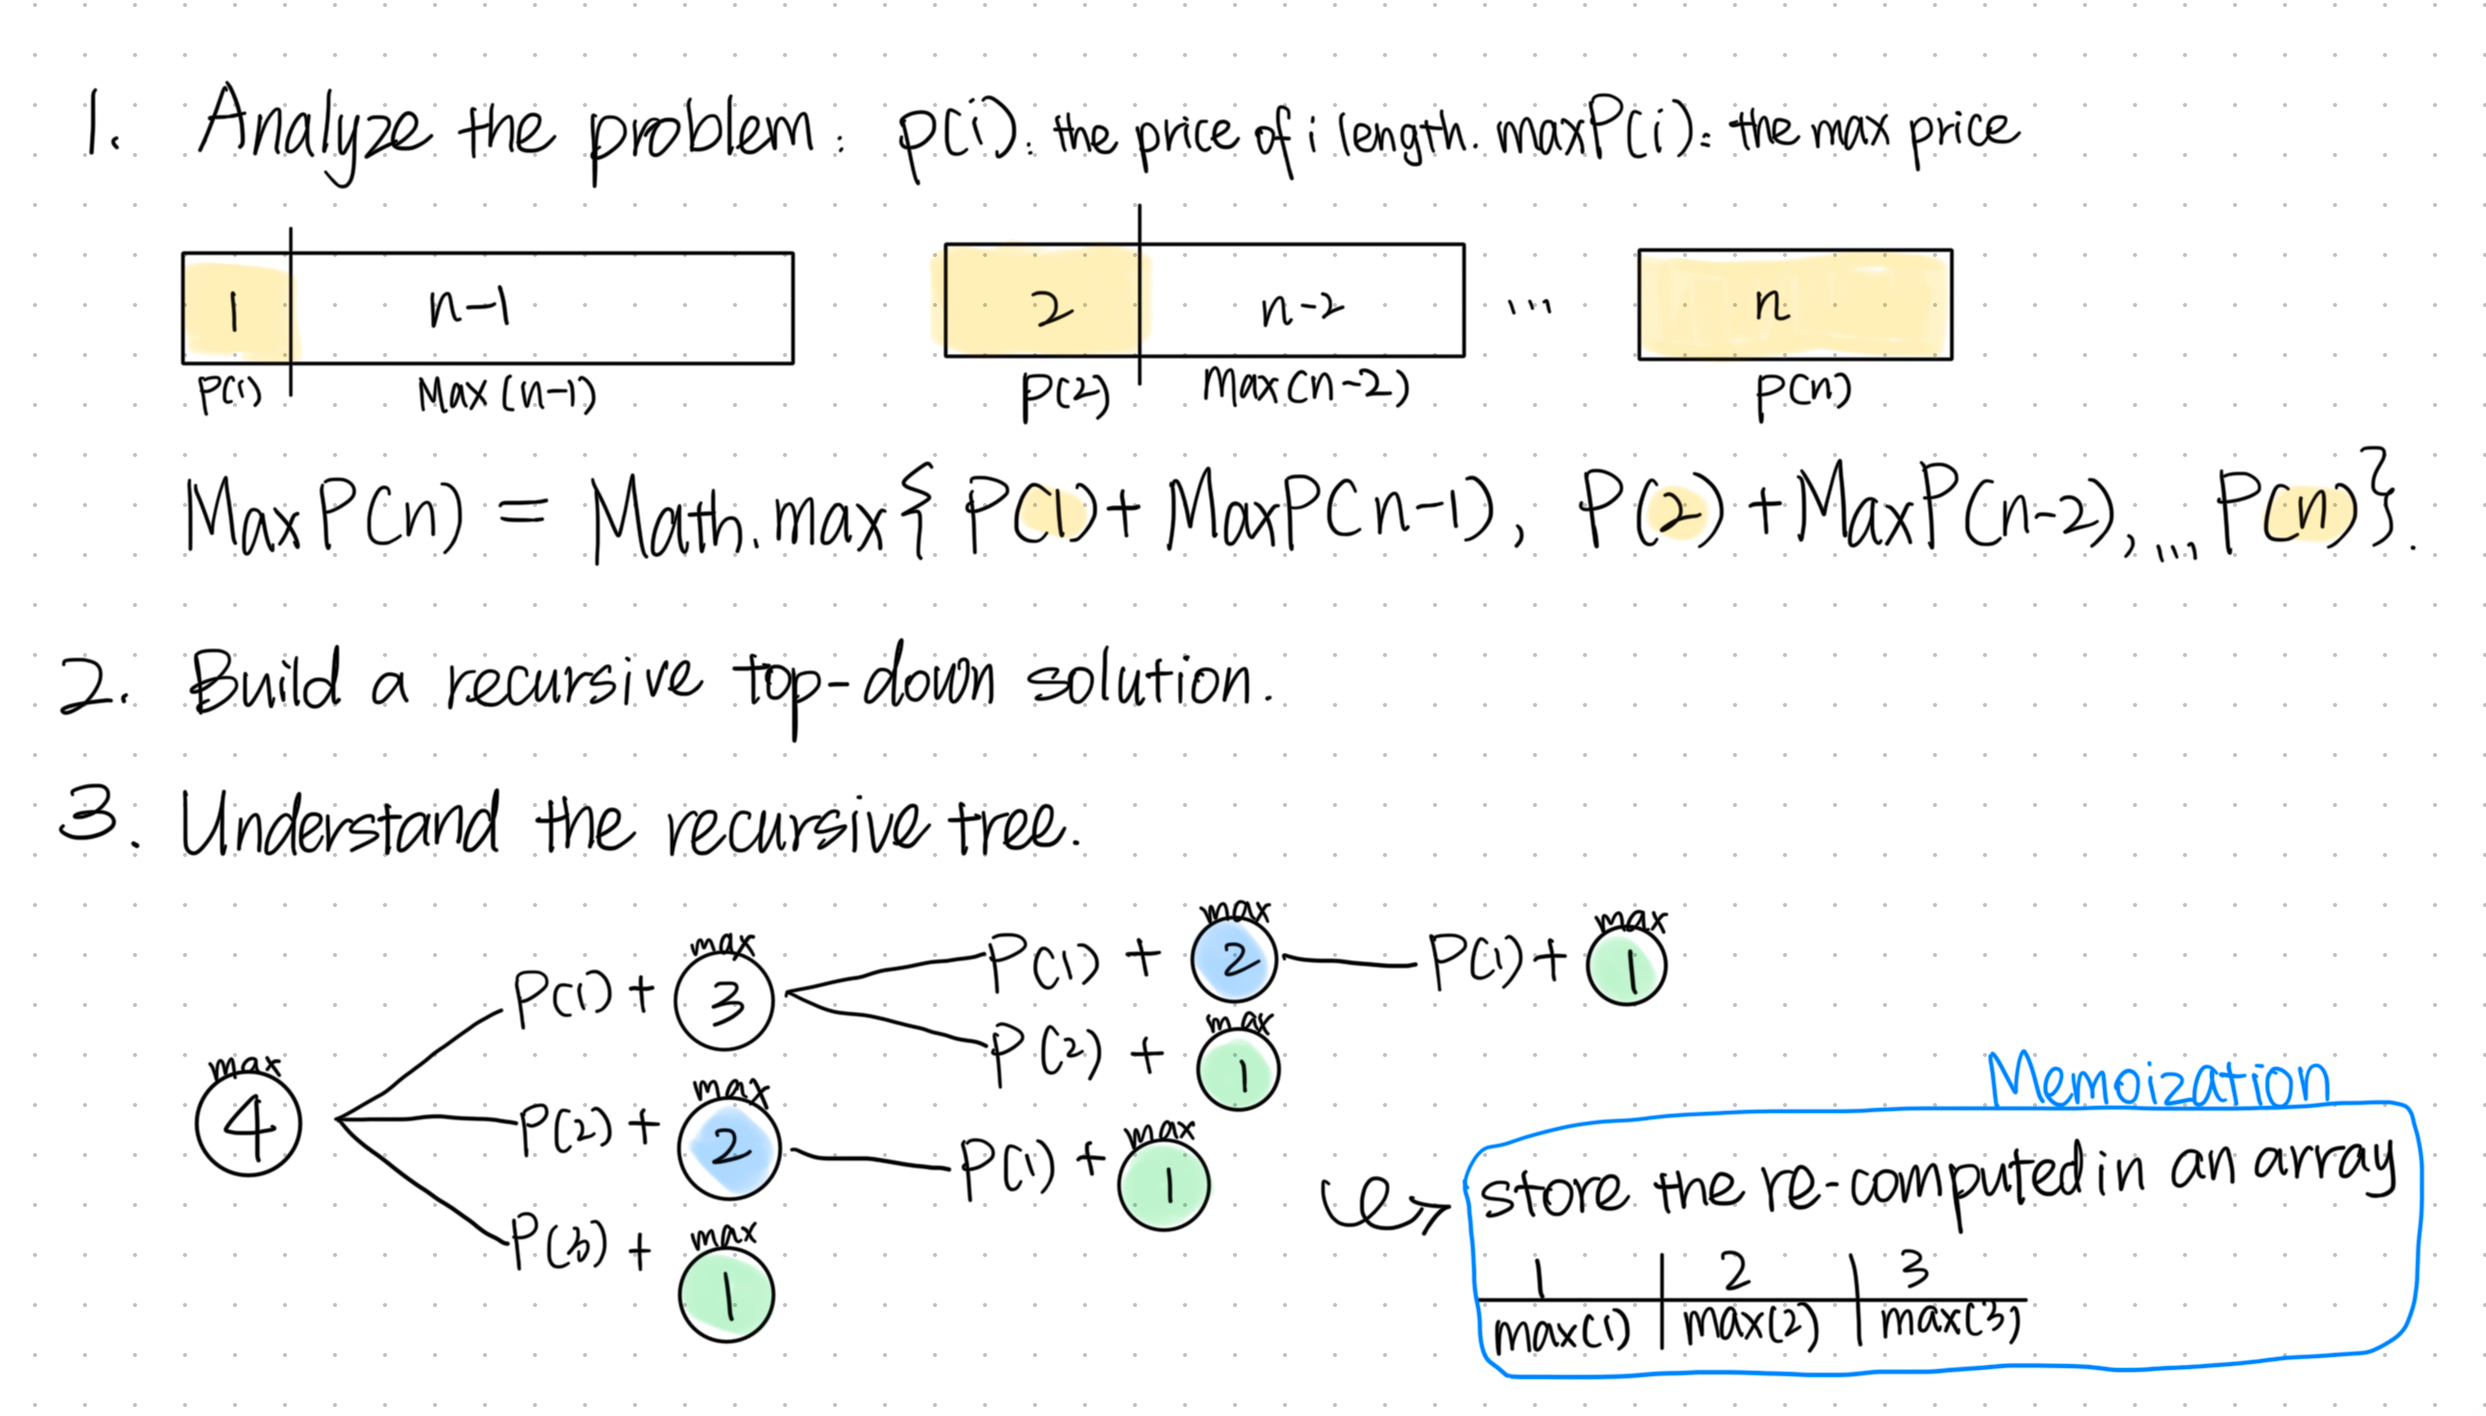 1. Analyze the problem: p(i): the price of i length. maxP(i): the max price
1 n-1 2 n-2 ... n
P(1) Max(n-1) P(2) max(n-2) P(n)
MaxP(n) = Math.max{ P(1)+MaxP(n-1), P(2)+MaxP(n-2), ... P(n)}.
2. Build a recursive top-down solution.
3. Understand the recursive tree.
max
4
P(1) + max 3
P(2) + max 2
P(3) + max 1
P(1) + max 2
P(2) + max 1
P(1) + max 1
P(1) + max 1
Memoization
store the re-computed in an array
1 | 2 | 3
max(1) | max(2) | max(3)